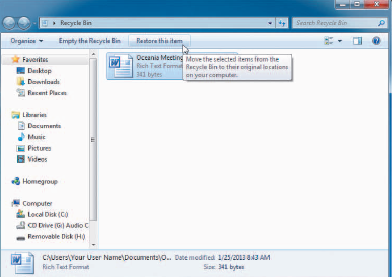 Recycle Bin
Search Recycle Bin
Organize Empty the Recycle Bin Restore this item
Favorites
Desktop
Downloads
Recent Places
Libraries
Documents
Music
Pictures
Videos
Homegroup
Computer
Local Disk (C:)
CD Drive (G:) Audio C
Removable Disk (H:)
Oceania Meeting
Rich Text Format
341 bytes
Move the selected items from the
Recycle Bin to their original locations
on your computer.
C:\Users\Your User Name\Documents\O... Date modified: 1/25/2013 8:43 AM
Rich Text Format Size: 341 bytes